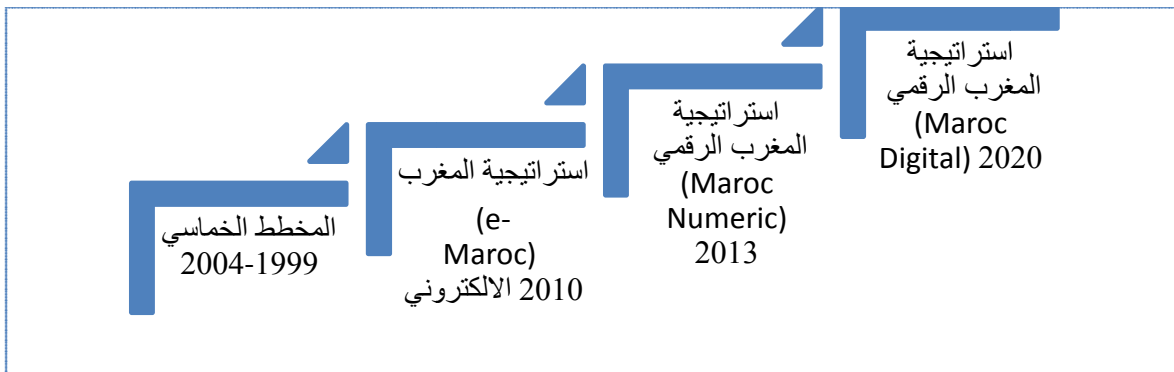 المخطط الخماسي
2004-1999
استراتيجية المغرب
(e-
Maroc)
2010 الالكتروني
استراتيجية
المغرب الرقمي
(Maroc
Numeric)
2013
استراتيجية
المغرب الرقمي
(Maroc
Digital) 2020